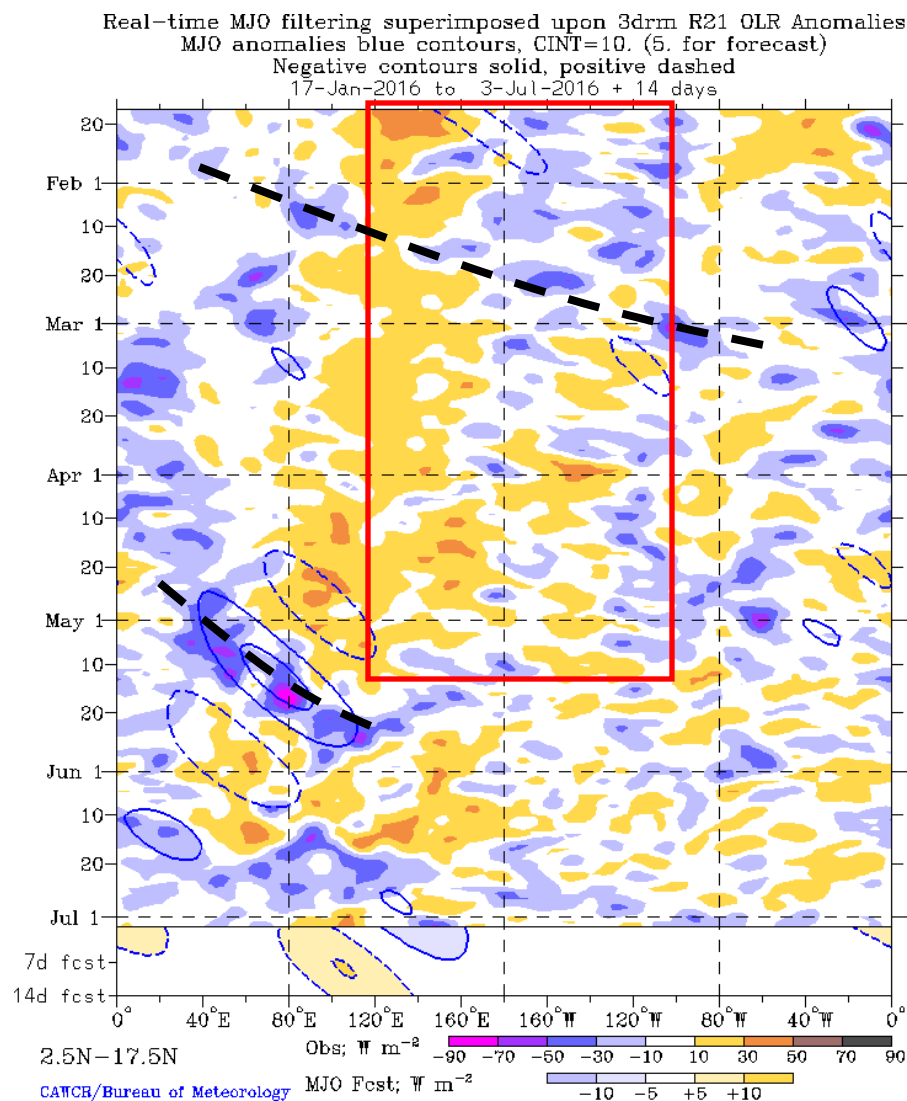 Real-time MJO filtering superimposed upon 3drm R21 OLR Anomalies
MJO anomalies blue contours, CINT=10. (5. for forecast)
Negative contours solid, positive dashed
17-Jan-2016 to 3-Jul-2016 + 14 days
20
Feb 1
10
20
Mar 1
10
20
Apr 1
10
20
May 1
10
20
Jun 1
10
20
Jul 1
7d fcst
14d fcst
0° 40°E 80°E 120°E 160°E 160°W 120°W 80°W 40°W 0°
2.5N-17.5N
Obs; W m⁻² -90 -70 -50 -30 -10 10 30 50 70 90
CAWCR/Bureau of Meteorology
MJO Fcst; W m⁻² -10 -5 +5 +10